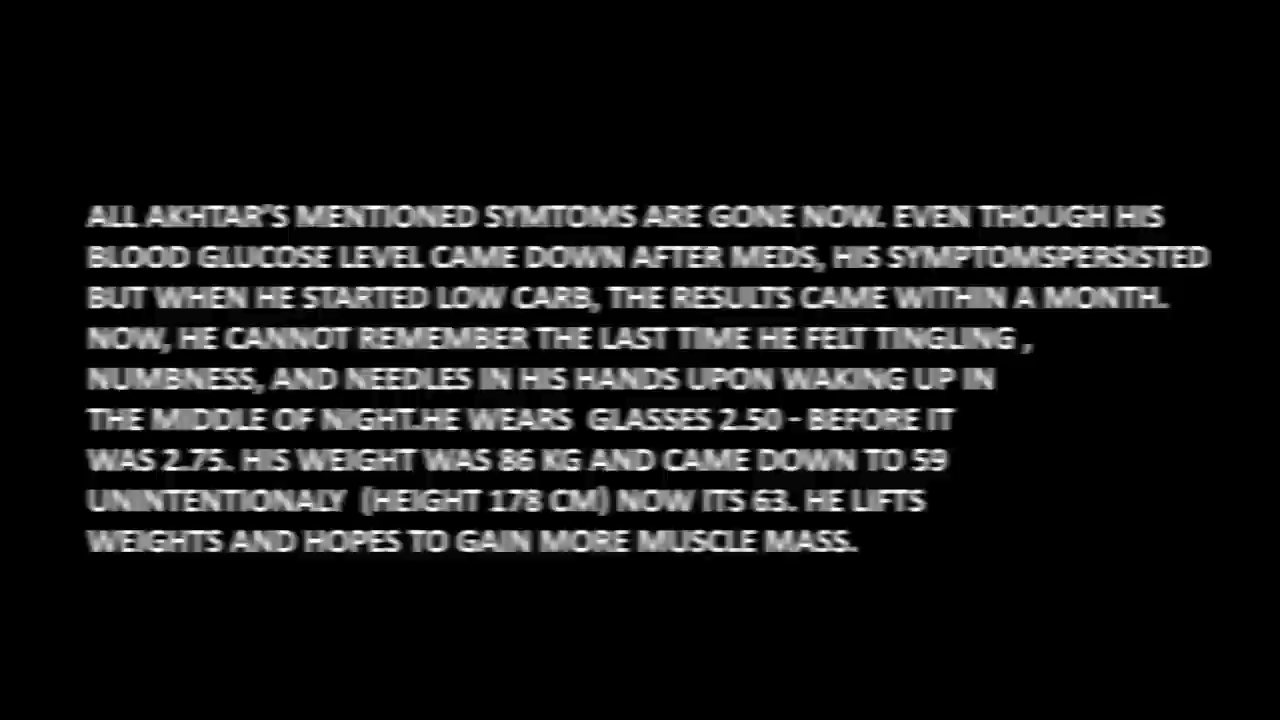 ALL AKHTAR'S MENTIONED SYMTOMS ARE GONE NOW. EVEN THOUGH HIS
BLOOD GLUCOSE LEVEL CAME DOWN AFTER MEDS, HIS SYMPTOMSPERSISTED
BUT WHEN HE STARTED LOW CARB, THE RESULTS CAME WITHIN A MONTH.
NOW, HE CANNOT REMEMBER THE LAST TIME HE FELT TINGLING ,
NUMBNESS, AND NEEDLES IN HIS HANDS UPON WAKING UP IN
THE MIDDLE OF NIGHT.HE WEARS  GLASSES 2.50 - BEFORE IT
WAS 2.75. HIS WEIGHT WAS 86 KG AND CAME DOWN TO 59
UNINTENTIONALY  (HEIGHT 178 CM) NOW ITS 63. HE LIFTS
WEIGHTS AND HOPES TO GAIN MORE MUSCLE MASS.